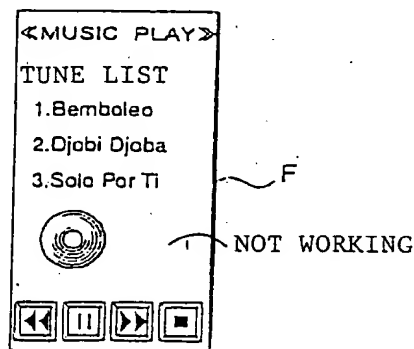 ≪MUSIC PLAY≫
TUNE LIST
1.Bemboleo
2.Djobi Djoba
3.Solo Por Ti
F
NOT WORKING